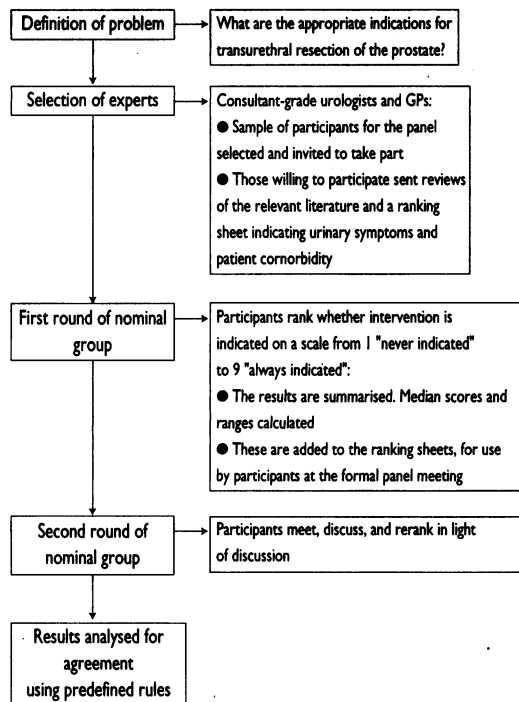 Definition of problem
What are the appropriate indications for
transurethral resection of the prostate?
Selection of experts
Consultant-grade urologists and GPs:
● Sample of participants for the panel
selected and invited to take part
● Those willing to participate sent reviews
of the relevant literature and a ranking
sheet indicating urinary symptoms and
patient cornorbidity
First round of nominal
group
Participants rank whether intervention is
indicated on a scale from 1 "never indicated"
to 9 "always indicated":
● The results are summarised. Median scores and
ranges calculated
● These are added to the ranking sheets, for use
by participants at the formal panel meeting
Second round of
nominal group
Participants meet, discuss, and rerank in light
of discussion
Results analysed for
agreement
using predefined rules